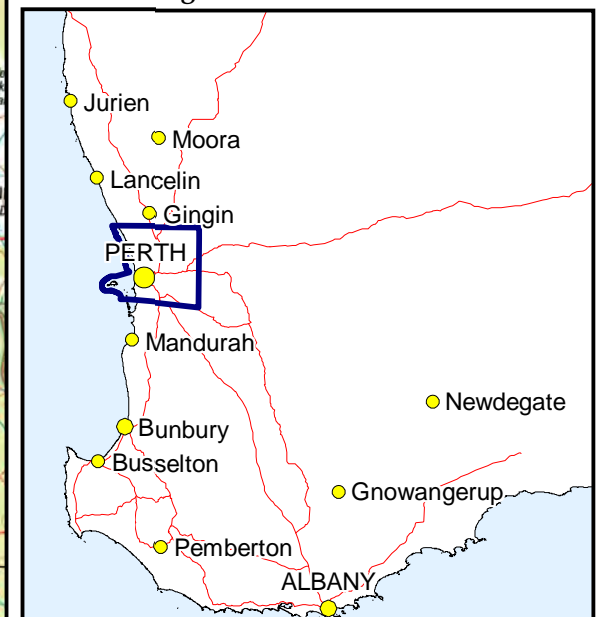 Jurien
Moora
Lancelin
Gingin
PERTH
Mandurah
Newdegate
Bunbury
Busselton
Gnowangerup
Pemberton
ALBANY